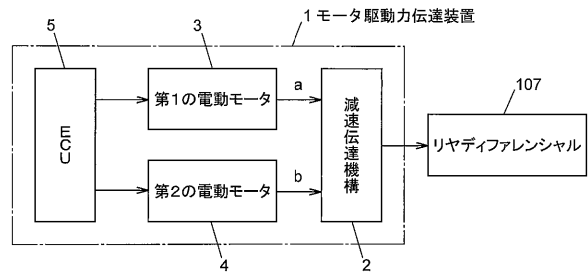 1 モータ駆動力伝達装置
5
3
ECU
第1の電動モータ
a
減速伝達機構
107
リヤディファレンシャル
第2の電動モータ
b
4
2